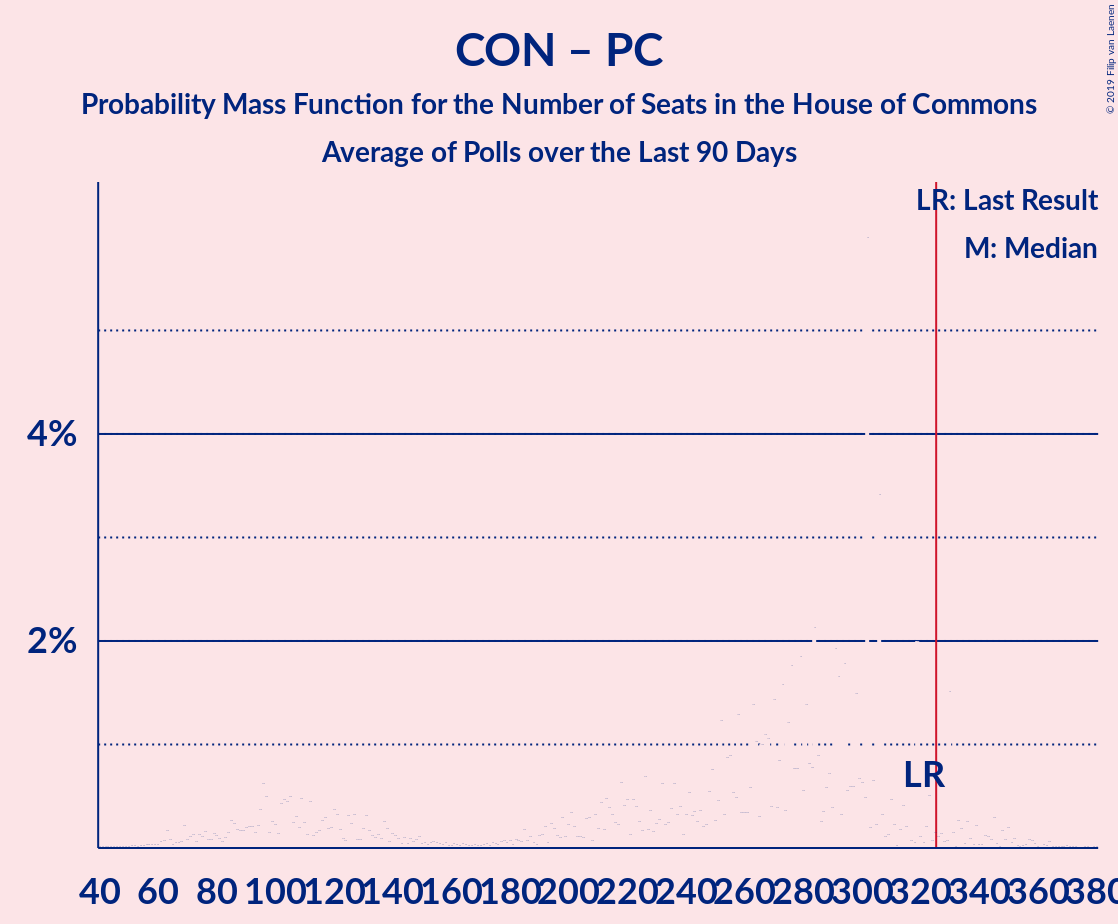 CON – PC
Probability Mass Function for the Number of Seats in the House of Commons
Average of Polls over the Last 90 Days
© 2019 Filip van Laenen
LR: Last Result
M: Median
4%
2%
LR
40 60 80 100 120 140 160 180 200 220 240 260 280 300 320 340 360 380